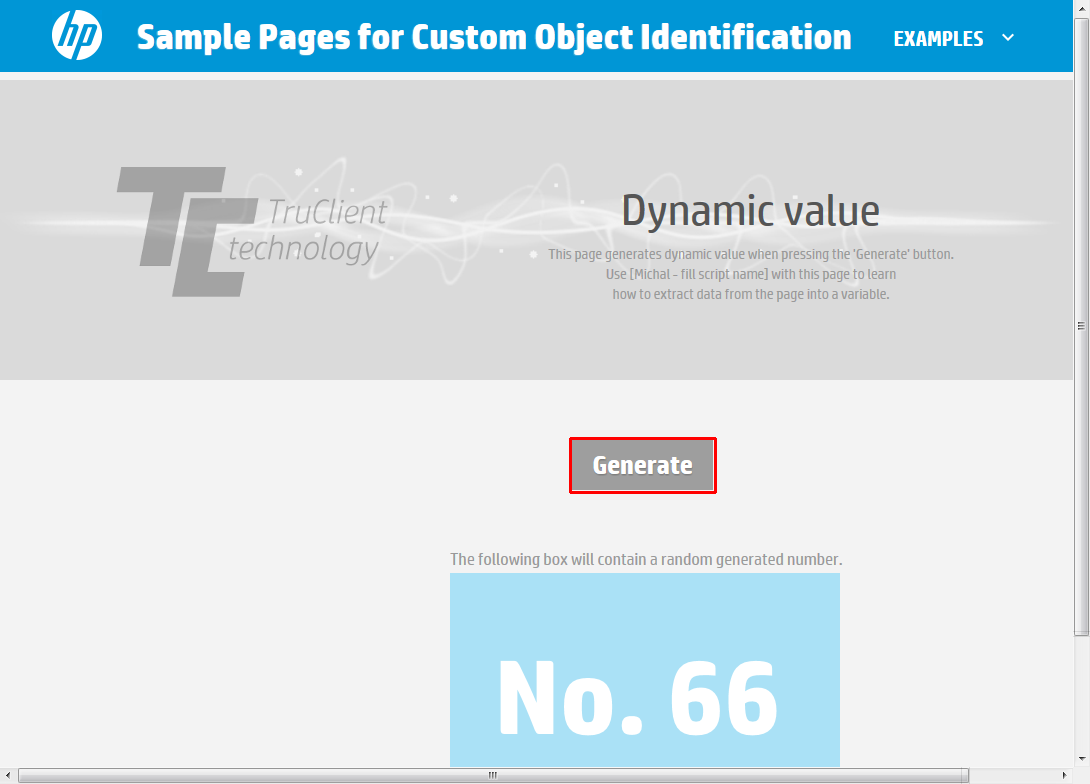 hp
Sample Pages for Custom Object Identification
EXAMPLES
TC
TruClient
technology
Dynamic value
This page generates dynamic value when pressing the 'Generate' button.
Use [Michal - fill script name] with this page to learn
how to extract data from the page into a variable.
Generate
The following box will contain a random generated number.
No. 66